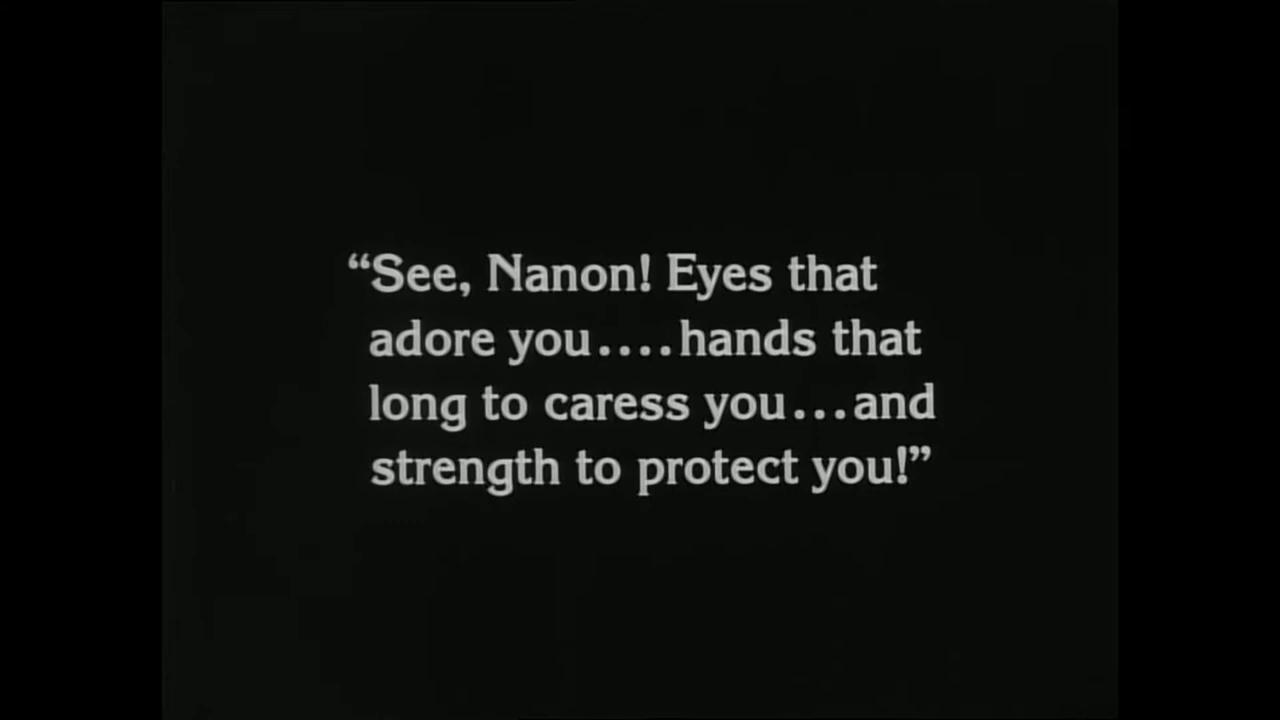 “See, Nanon! Eyes that
adore you....hands that
long to caress you...and
strength to protect you!”